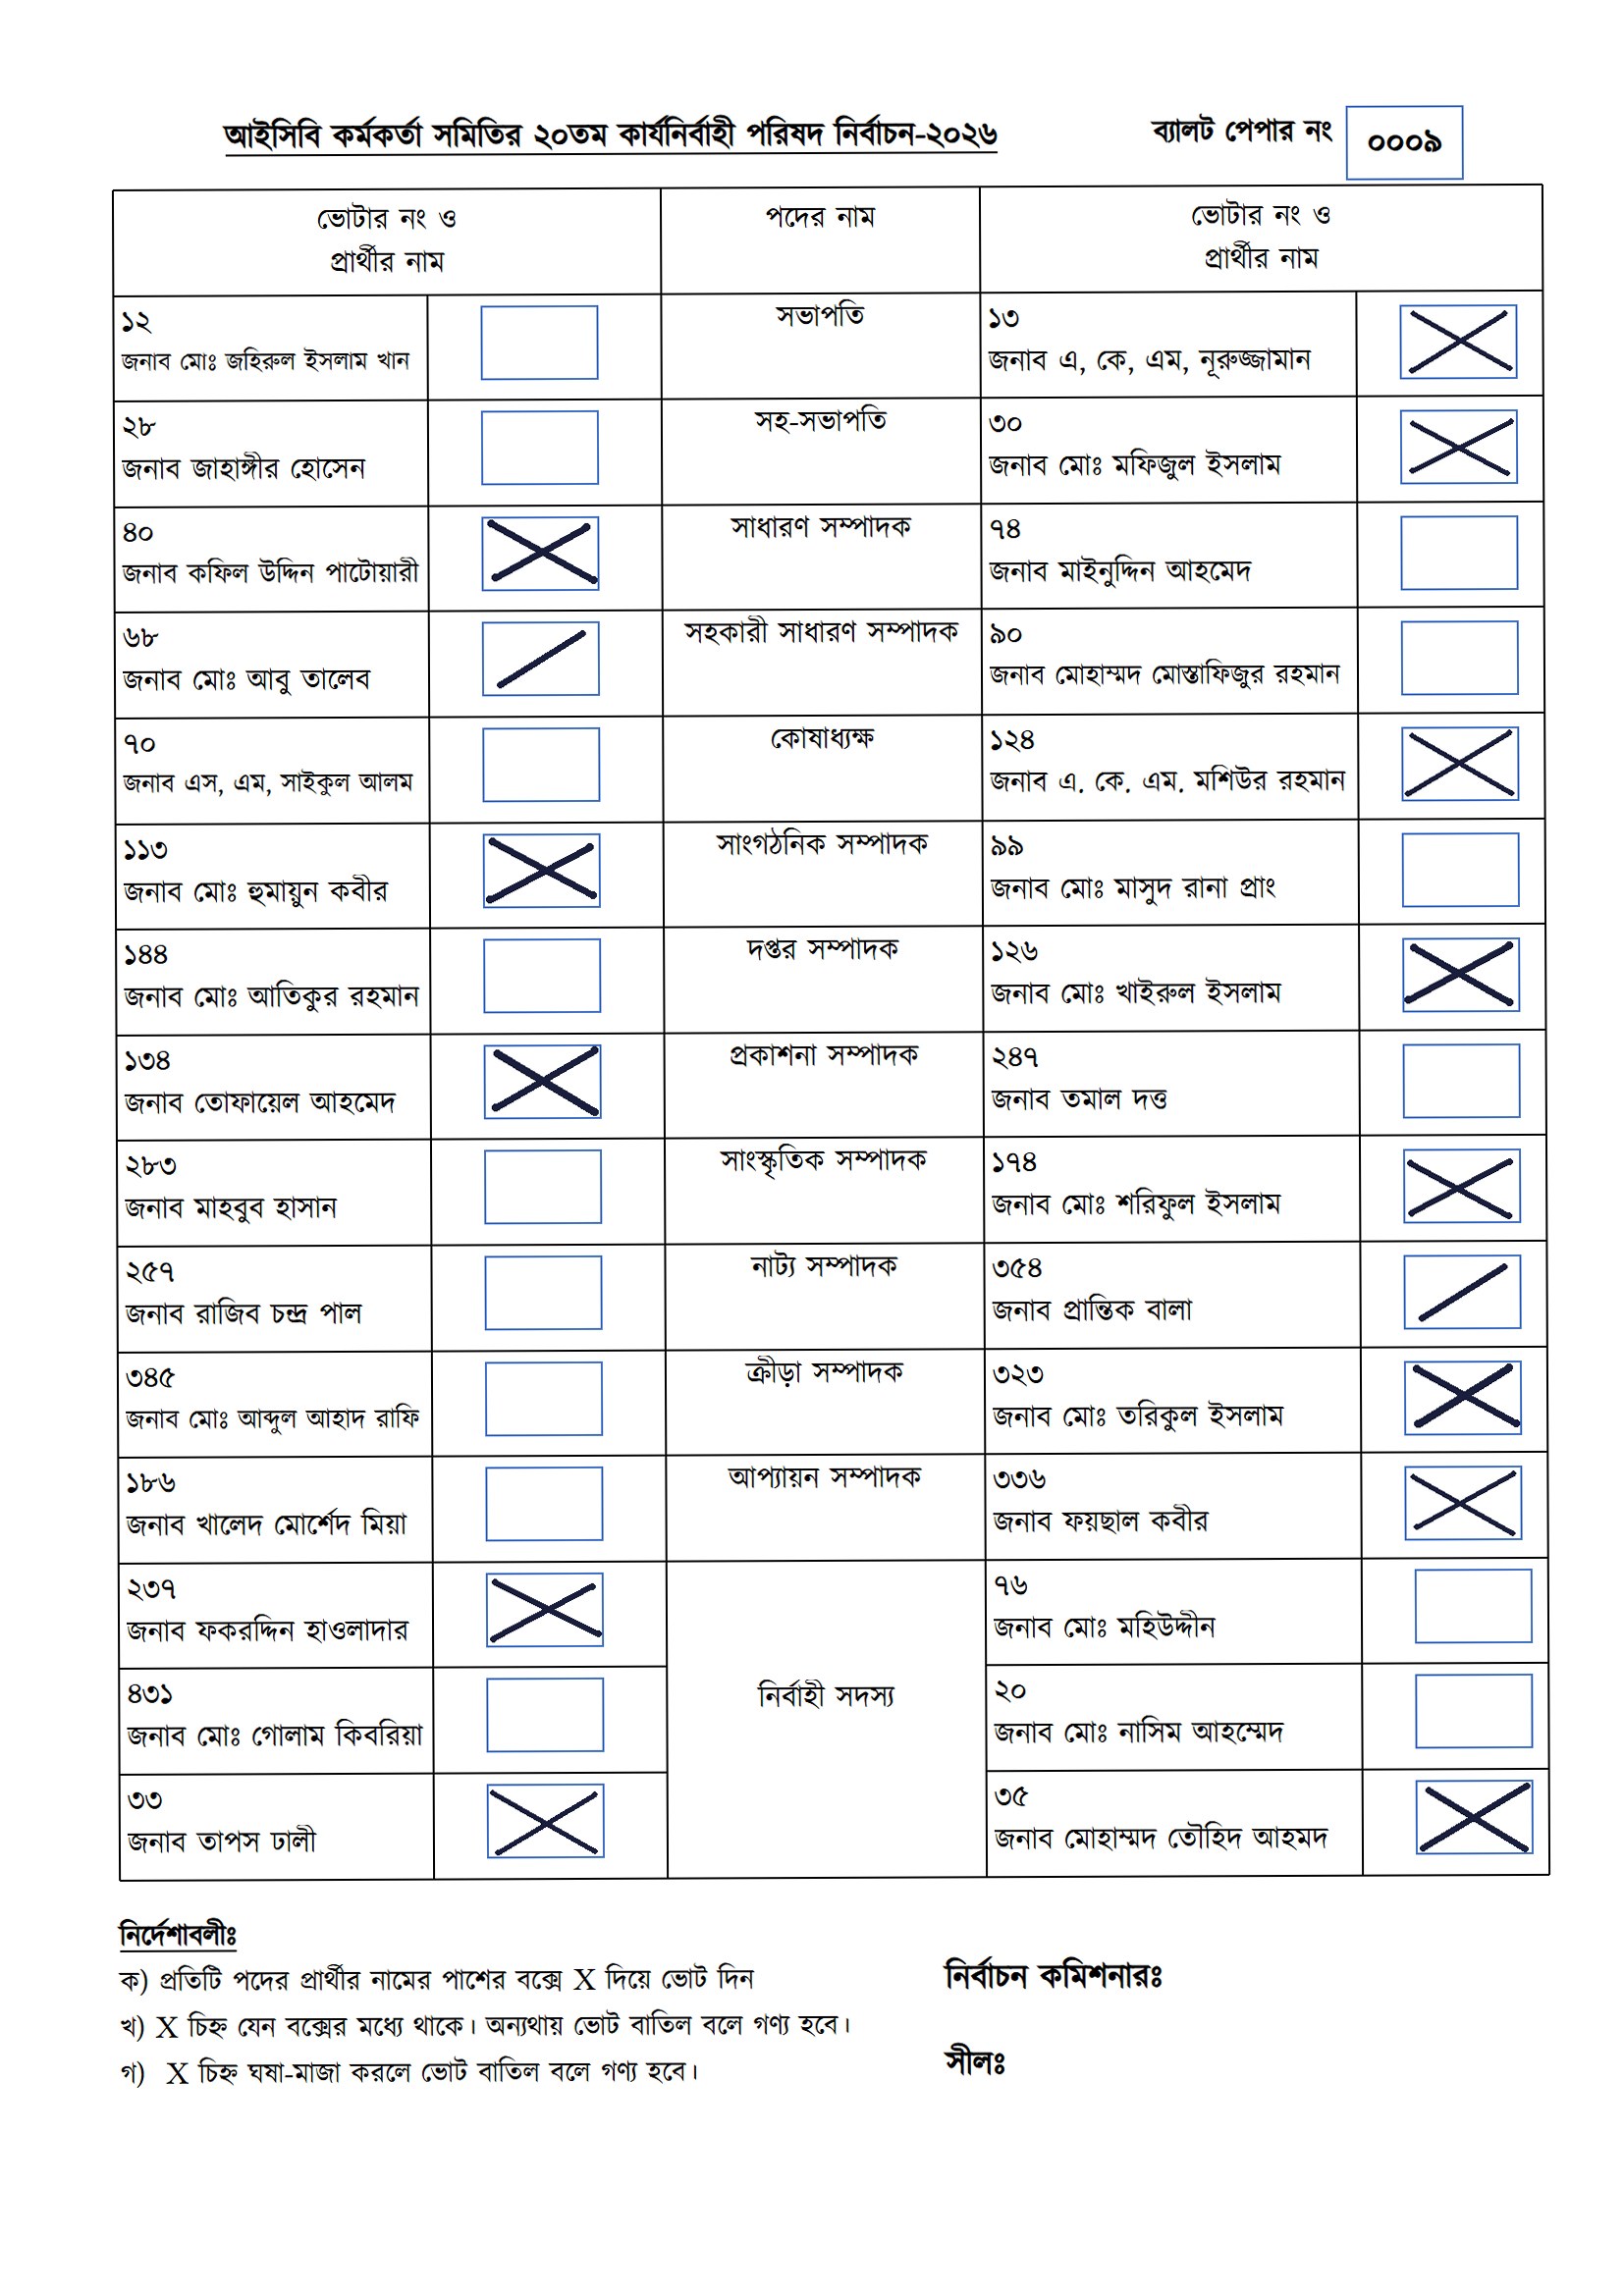 আইসিবি কর্মকর্তা সমিতির ২০তম কার্যনির্বাহী পরিষদ নির্বাচন-২০২৬
ব্যালট পেপার নং ০০০৯
ভোটার নং ও
প্রার্থীর নাম
পদের নাম
ভোটার নং ও
প্রার্থীর নাম
১২
জনাব মোঃ জহিরুল ইসলাম খান
সভাপতি
১৩
জনাব এ, কে, এম, নূরুজ্জামান
২৮
জনাব জাহাঙ্গীর হোসেন
সহ-সভাপতি
৩০
জনাব মোঃ মফিজুল ইসলাম
৪০
জনাব কফিল উদ্দিন পাটোয়ারী
সাধারণ সম্পাদক
৭৪
জনাব মাইনুদ্দিন আহমেদ
৬৮
জনাব মোঃ আবু তালেব
সহকারী সাধারণ সম্পাদক
৯০
জনাব মোহাম্মদ মোস্তাফিজুর রহমান
৭০
জনাব এস, এম, সাইকুল আলম
কোষাধ্যক্ষ
১২৪
জনাব এ. কে. এম. মশিউর রহমান
১১৩
জনাব মোঃ হুমায়ুন কবীর
সাংগঠনিক সম্পাদক
৯৯
জনাব মোঃ মাসুদ রানা প্রাং
১৪৪
জনাব মোঃ আতিকুর রহমান
দপ্তর সম্পাদক
১২৬
জনাব মোঃ খাইরুল ইসলাম
১৩৪
জনাব তোফায়েল আহমেদ
প্রকাশনা সম্পাদক
২৪৭
জনাব তমাল দত্ত
২৮৩
জনাব মাহবুব হাসান
সাংস্কৃতিক সম্পাদক
১৭৪
জনাব মোঃ শরিফুল ইসলাম
২৫৭
জনাব রাজিব চন্দ্র পাল
নাট্য সম্পাদক
৩৫৪
জনাব প্রান্তিক বালা
৩৪৫
জনাব মোঃ আব্দুল আহাদ রাফি
ক্রীড়া সম্পাদক
৩২৩
জনাব মোঃ তরিকুল ইসলাম
১৮৬
জনাব খালেদ মোর্শেদ মিয়া
আপ্যায়ন সম্পাদক
৩৩৬
জনাব ফয়ছাল কবীর
২৩৭
জনাব ফকরদ্দিন হাওলাদার
৭৬
জনাব মোঃ মহিউদ্দীন
৪৩১
জনাব মোঃ গোলাম কিবরিয়া
নির্বাহী সদস্য
২০
জনাব মোঃ নাসিম আহম্মেদ
৩৩
জনাব তাপস ঢালী
৩৫
জনাব মোহাম্মদ তৌহিদ আহমদ
নির্দেশাবলীঃ
ক) প্রতিটি পদের প্রার্থীর নামের পাশের বক্সে X দিয়ে ভোট দিন
খ) X চিহ্ন যেন বক্সের মধ্যে থাকে। অন্যথায় ভোট বাতিল বলে গণ্য হবে।
গ) X চিহ্ন ঘষা-মাজা করলে ভোট বাতিল বলে গণ্য হবে।
নির্বাচন কমিশনারঃ
সীলঃ